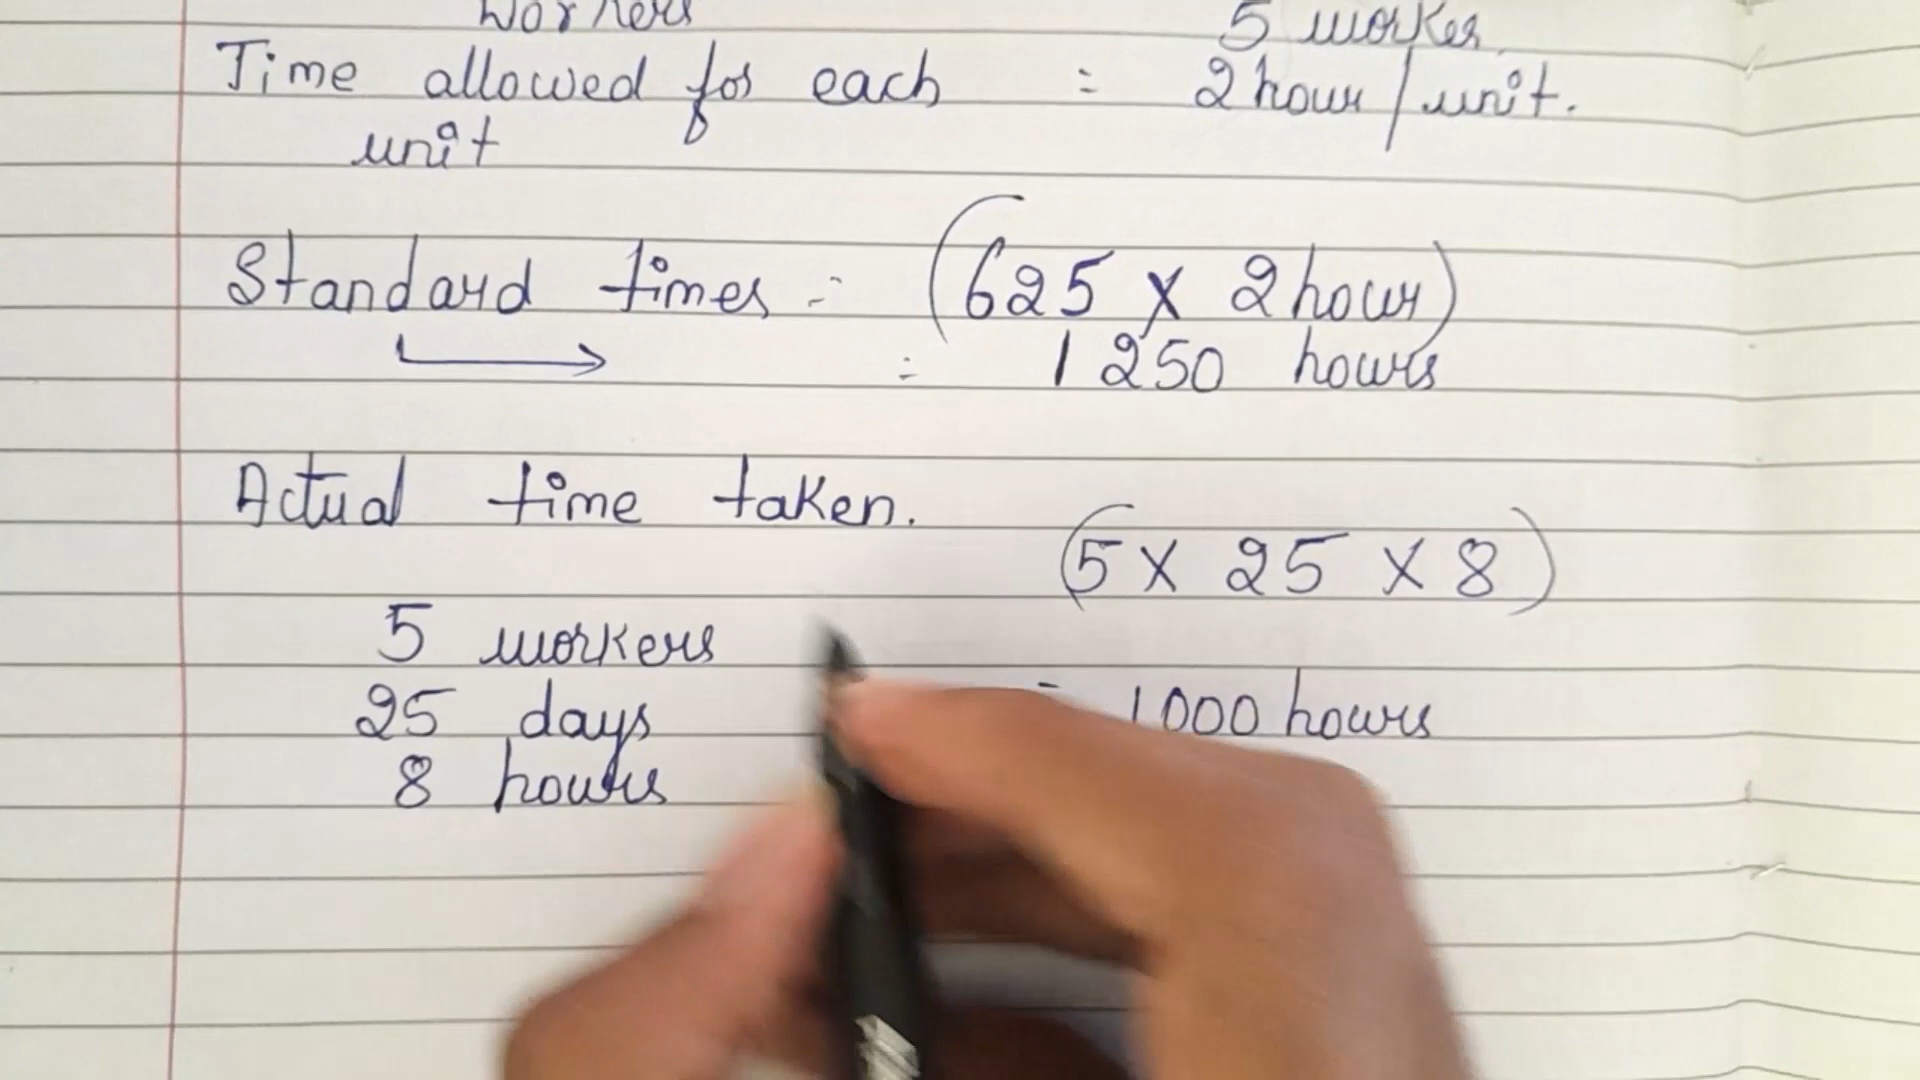 Workers 5 worker
Time allowed for each = 2 hour / unit.
unit
Standard times = (625 x 2 hour)
= 1250 hours
Actual time taken.
(5 x 25 x 8)
5 workers
25 days = 1000 hours
8 hours